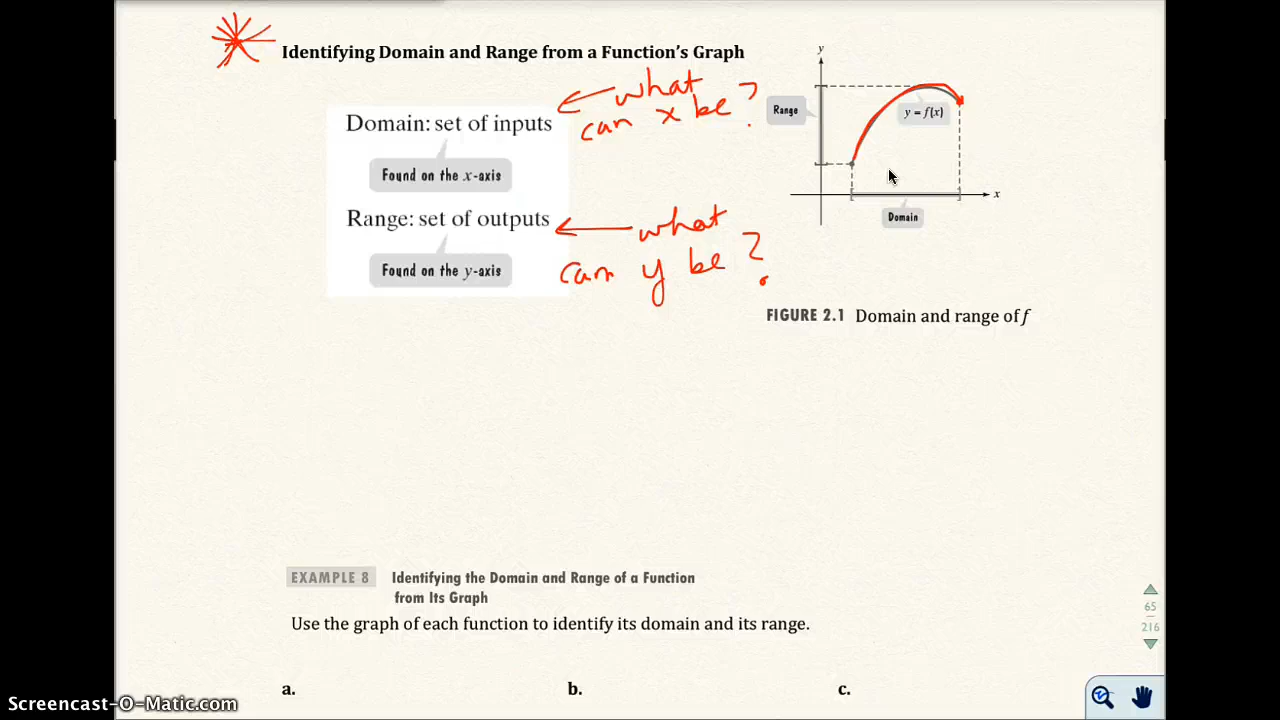 Identifying Domain and Range from a Function's Graph
Domain: set of inputs
Found on the x-axis
Range: set of outputs
Found on the y-axis
what
can x be?
what
can y be?
y
Range
y = f(x)
x
Domain
FIGURE 2.1 Domain and range of f
EXAMPLE 8 Identifying the Domain and Range of a Function
from Its Graph
Use the graph of each function to identify its domain and its range.
a. b. c.
65
216
Screencast-O-Matic.com